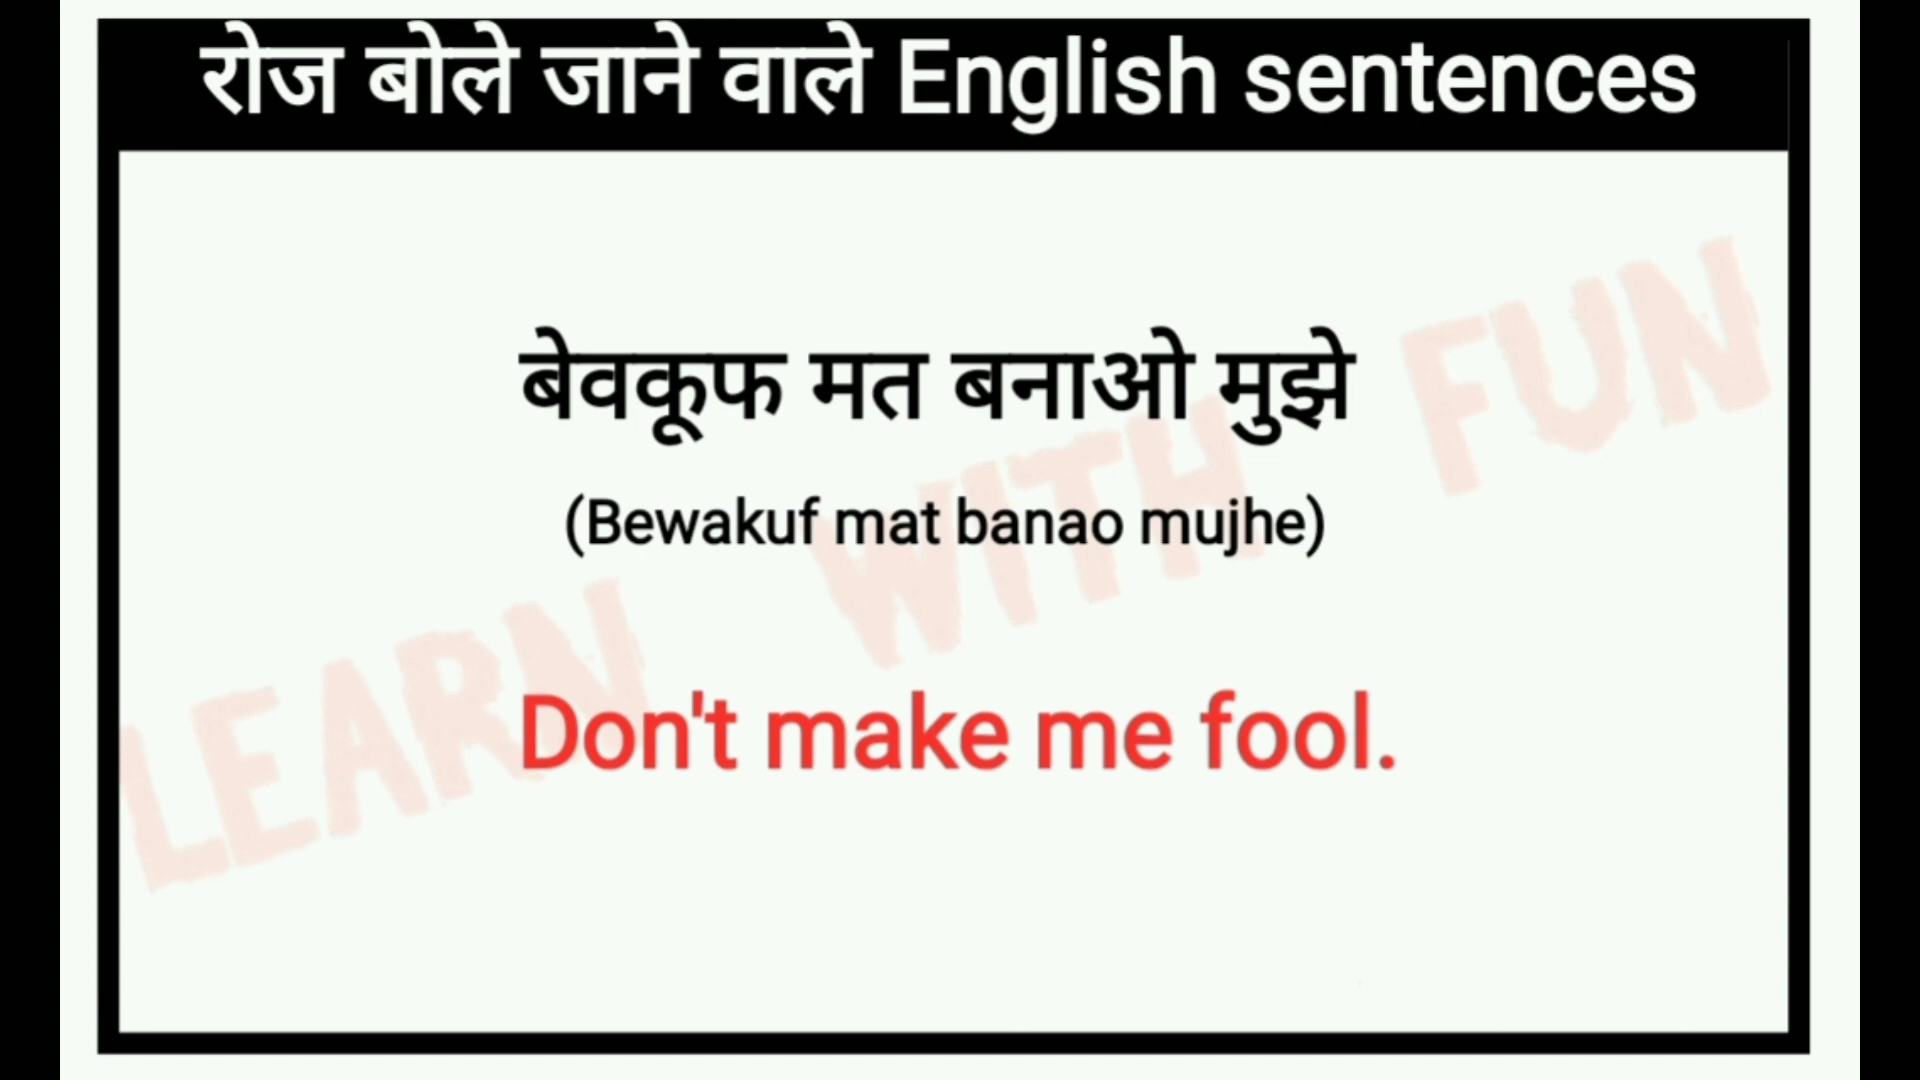 रोज बोले जाने वाले English sentences
बेवकूफ मत बनाओ मुझे
(Bewakuf mat banao mujhe)
Don't make me fool.
LEARN WITH FUN